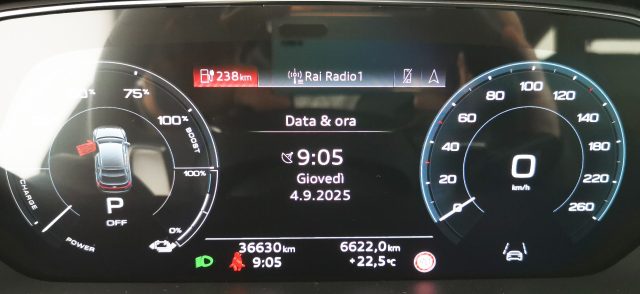 238km
Rai Radio1
Data & ora
9:05
Giovedì
4.9.2025
36630km
6622,0km
9:05
+22,5°C
75%
100%
BOOST
100%
0%
CHARGE
POWER
P
OFF
0
20
40
60
80
100
120
140
180
220
260
0
km/h